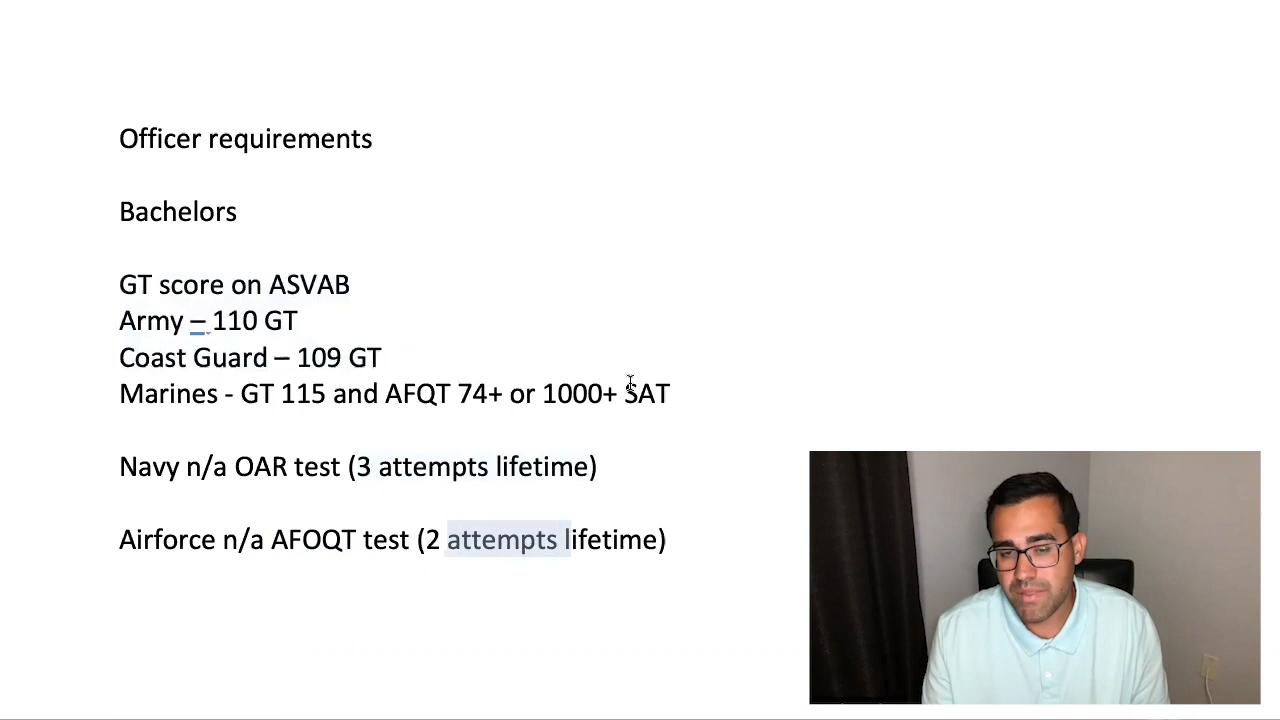 Officer requirements
Bachelors
GT score on ASVAB
Army – 110 GT
Coast Guard – 109 GT
Marines - GT 115 and AFQT 74+ or 1000+ SAT
Navy n/a OAR test (3 attempts lifetime)
Airforce n/a AFOQT test (2 attempts lifetime)